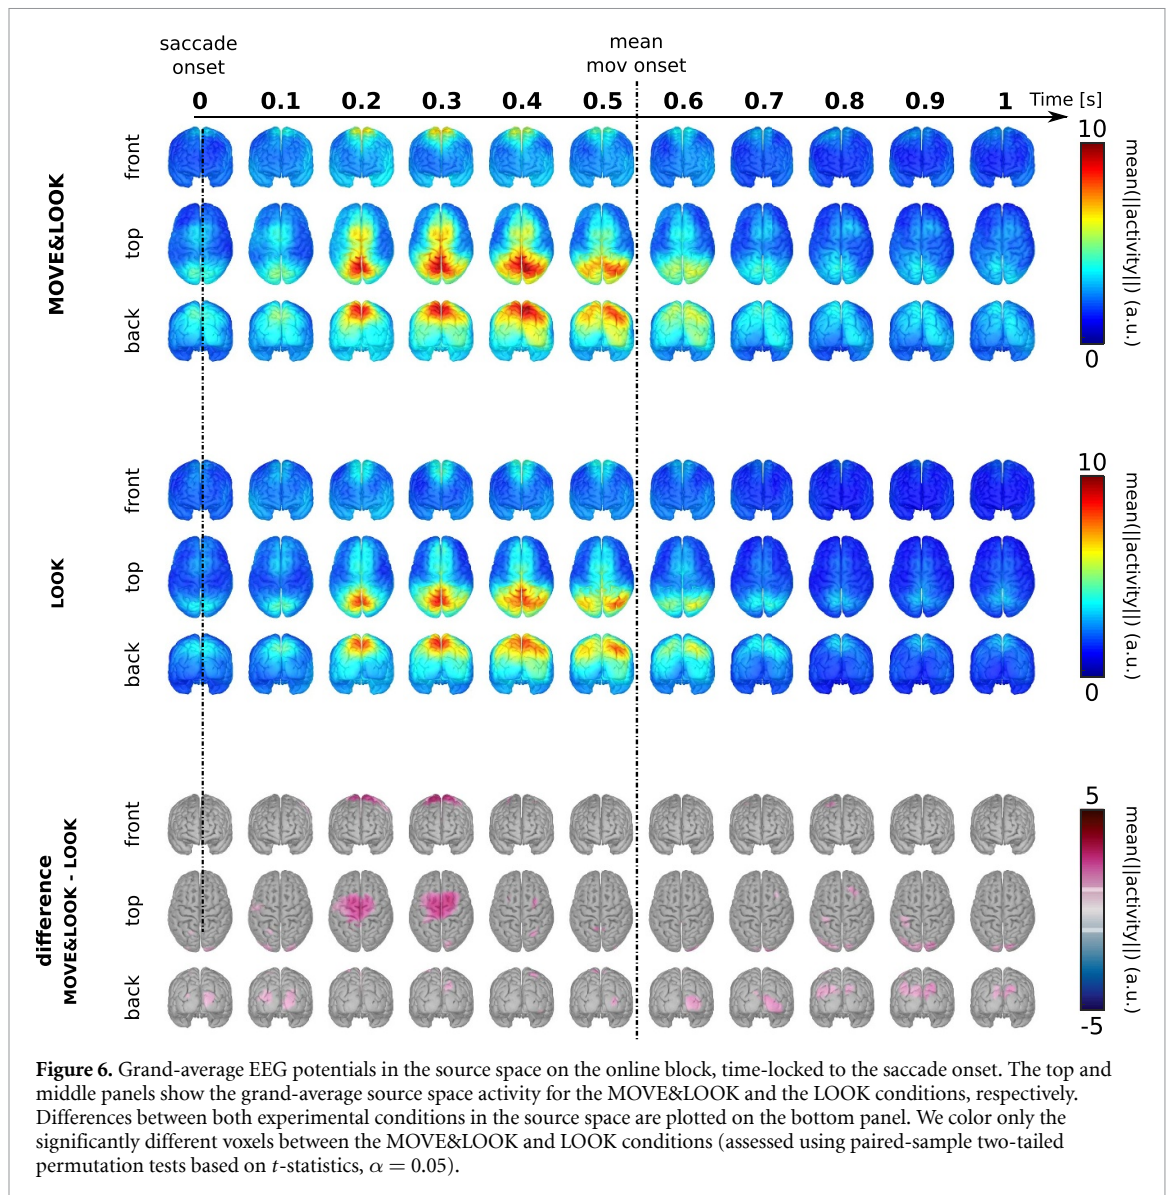 saccade
onset
mean
mov onset
0 0.1 0.2 0.3 0.4 0.5 0.6 0.7 0.8 0.9 1 Time [s]
MOVE&LOOK
front
top
back
10
0
mean(||activity||) (a.u.)
LOOK
front
top
back
10
0
mean(||activity||) (a.u.)
difference
MOVE&LOOK - LOOK
front
top
back
5
-5
mean(||activity||) (a.u.)
Figure 6. Grand-average EEG potentials in the source space on the online block, time-locked to the saccade onset. The top and
middle panels show the grand-average source space activity for the MOVE&LOOK and the LOOK conditions, respectively.
Differences between both experimental conditions in the source space are plotted on the bottom panel. We color only the
significantly different voxels between the MOVE&LOOK and LOOK conditions (assessed using paired-sample two-tailed
permutation tests based on t-statistics, α = 0.05).